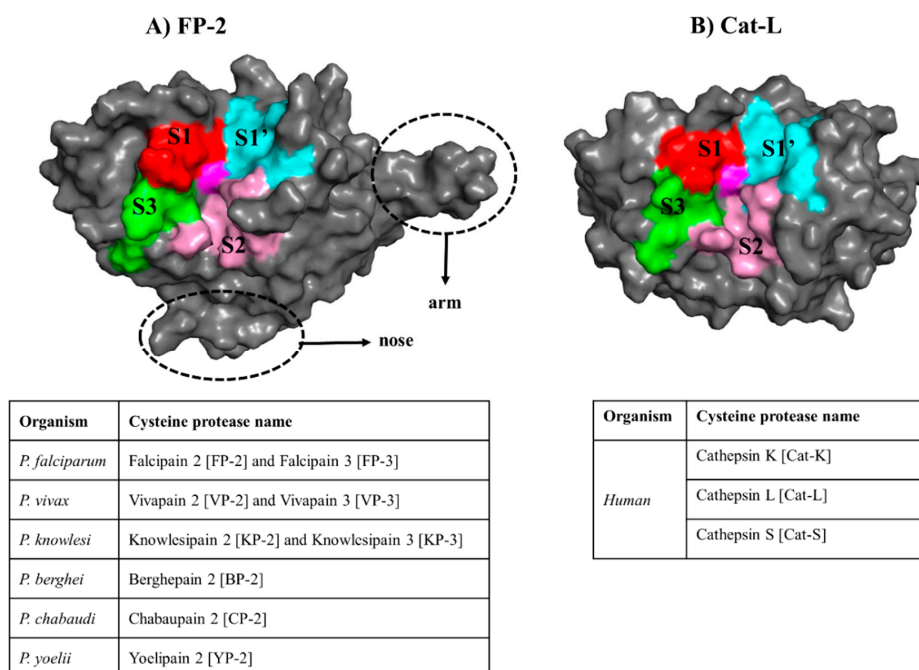 A) FP-2
B) Cat-L
S1
S1'
S3
S2
arm
nose
S1
S1'
S3
S2
Organism Cysteine protease name
P. falciparum Falcipain 2 [FP-2] and Falcipain 3 [FP-3]
P. vivax Vivapain 2 [VP-2] and Vivapain 3 [VP-3]
P. knowlesi Knowlesipain 2 [KP-2] and Knowlesipain 3 [KP-3]
P. berghei Berghepain 2 [BP-2]
P. chabaudi Chabaupain 2 [CP-2]
P. yoelii Yoelipain 2 [YP-2]
Organism Cysteine protease name
Human
Cathepsin K [Cat-K]
Cathepsin L [Cat-L]
Cathepsin S [Cat-S]